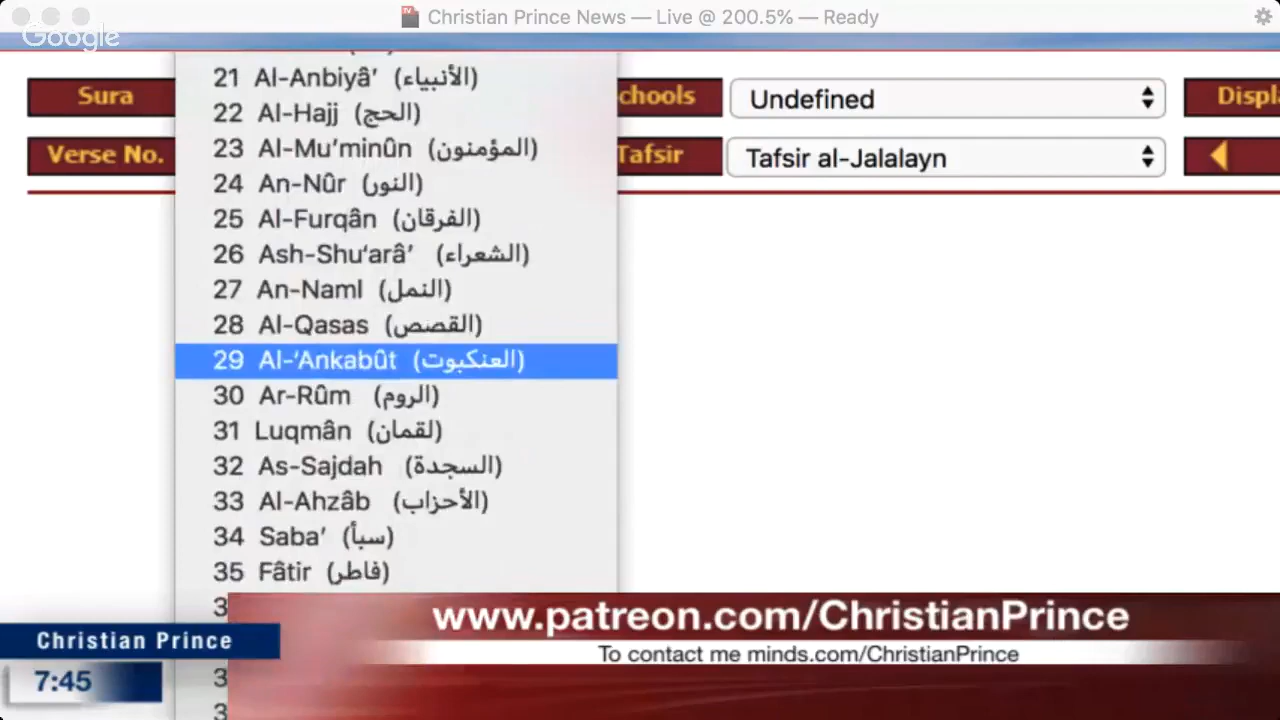 Christian Prince News — Live @ 200.5% — Ready
Google
21 Al-Anbiyâ’ (الأنبياء)
Sura
chools
Undefined
Displ
22 Al-Hajj (الحج)
23 Al-Mu’minûn (المؤمنون)
Verse No.
Tafsir
Tafsir al-Jalalayn
24 An-Nûr (النور)
25 Al-Furqân (الفرقان)
26 Ash-Shu‘arâ’ (الشعراء)
27 An-Naml (النمل)
28 Al-Qasas (القصص)
29 Al-‘Ankabût (العنكبوت)
30 Ar-Rûm (الروم)
31 Luqmân (لقمان)
32 As-Sajdah (السجدة)
33 Al-Ahzâb (الأحزاب)
34 Saba’ (سبأ)
35 Fâtir (فاطر)
3
www.patreon.com/ChristianPrince
Christian Prince
To contact me minds.com/ChristianPrince
7:45
3
3